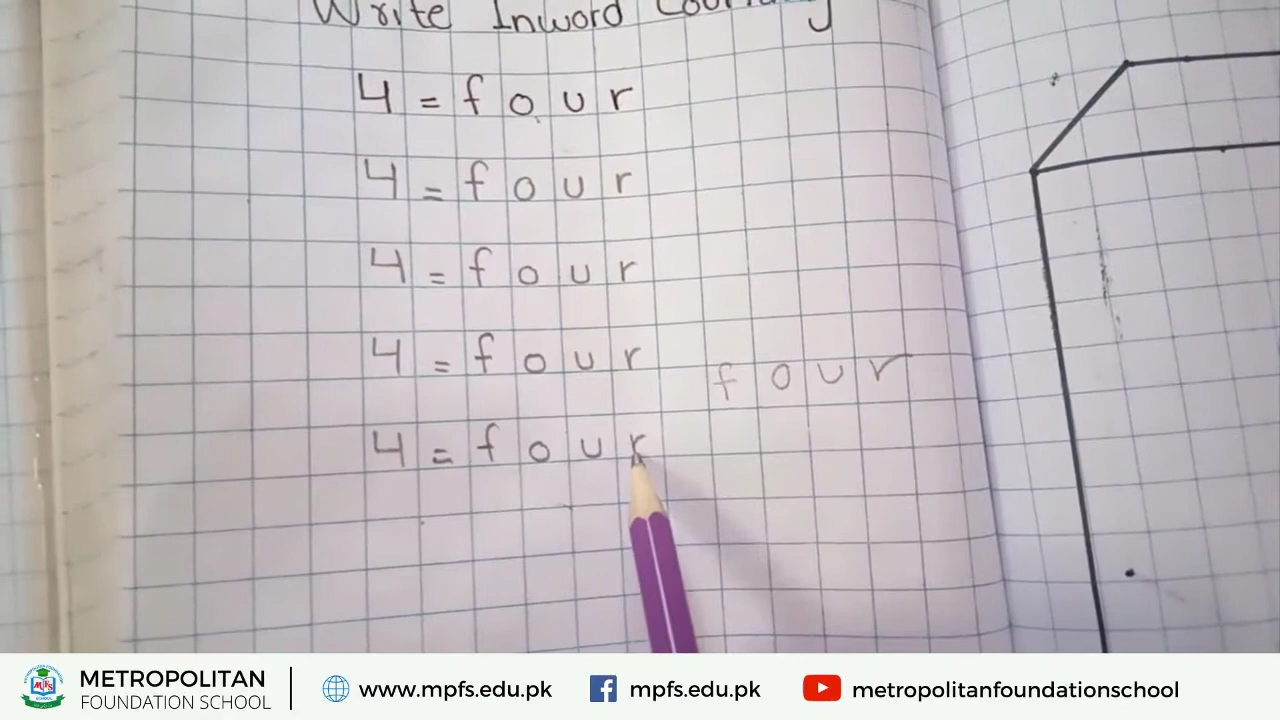 Write Inword Counting
4 = four
4 = four
4 = four
4 = four
four
4 = four
METROPOLITAN
FOUNDATION SCHOOL
www.mpfs.edu.pk
mpfs.edu.pk
metropolitanfoundationschool